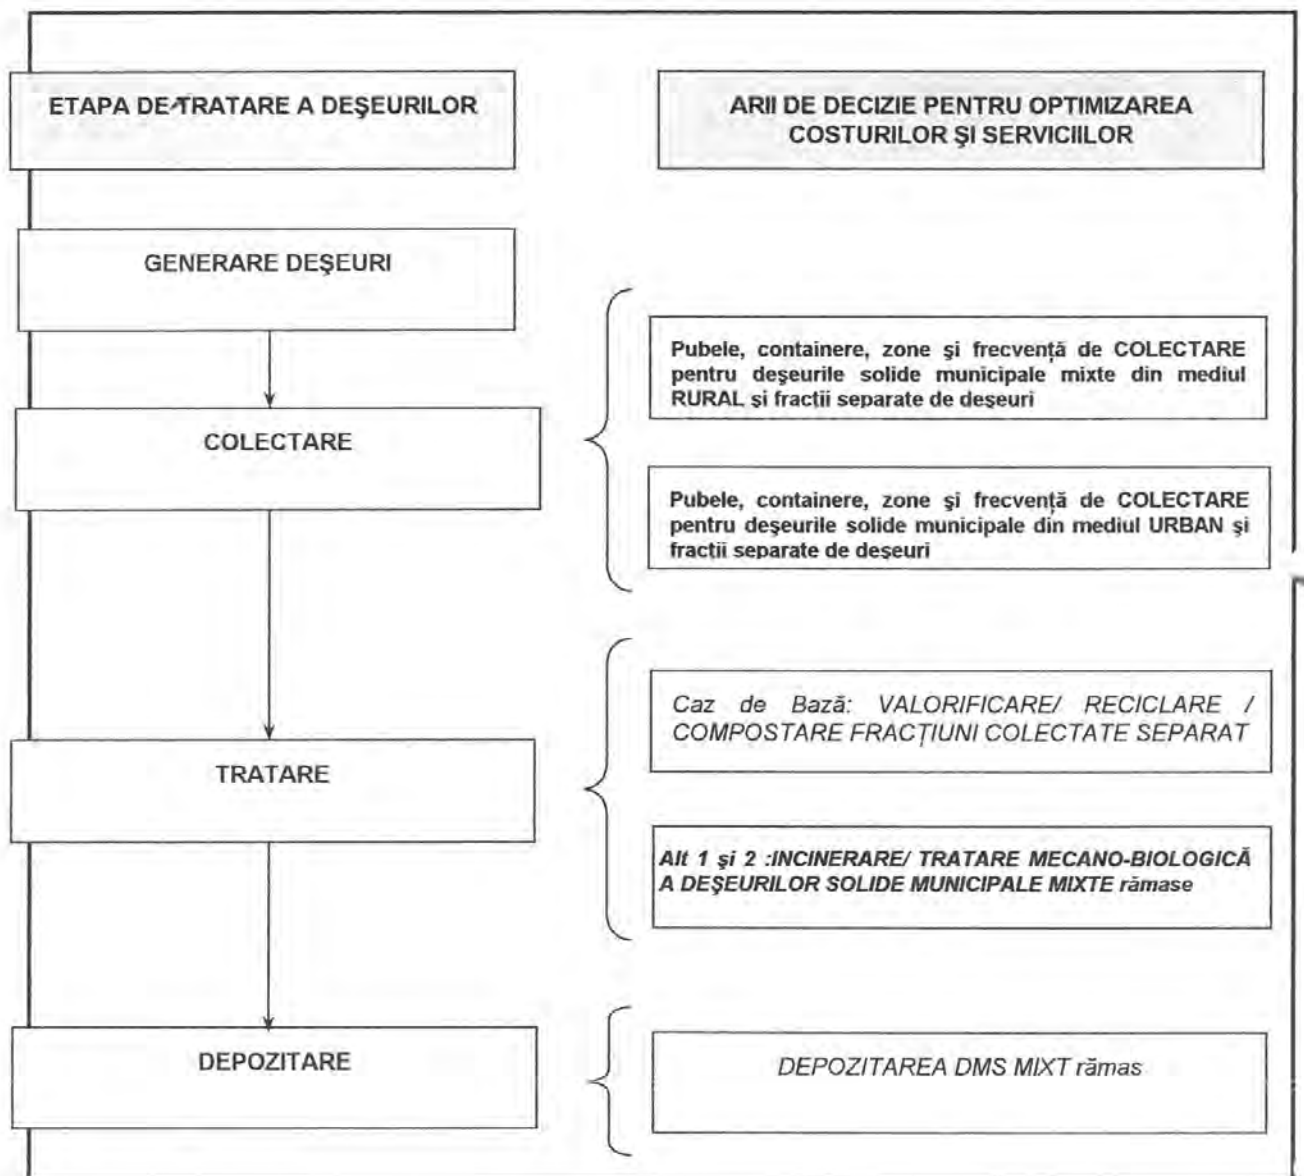 ETAPA DE TRATARE A DEŞEURILOR
ARII DE DECIZIE PENTRU OPTIMIZAREA
COSTURILOR ŞI SERVICIILOR
GENERARE DEŞEURI
Pubele, containere, zone şi frecvenţă de COLECTARE
pentru deşeurile solide municipale mixte din mediul
RURAL şi fracţii separate de deşeuri
COLECTARE
Pubele, containere, zone şi frecvenţă de COLECTARE
pentru deşeurile solide municipale din mediul URBAN şi
fracţii separate de deşeuri
Caz de Bază: VALORIFICARE/ RECICLARE /
COMPOSTARE FRACŢIUNI COLECTATE SEPARAT
TRATARE
Alt 1 şi 2 :INCINERARE/ TRATARE MECANO-BIOLOGICĂ
A DEŞEURILOR SOLIDE MUNICIPALE MIXTE rămase
DEPOZITARE
DEPOZITAREA DMS MIXT rămas